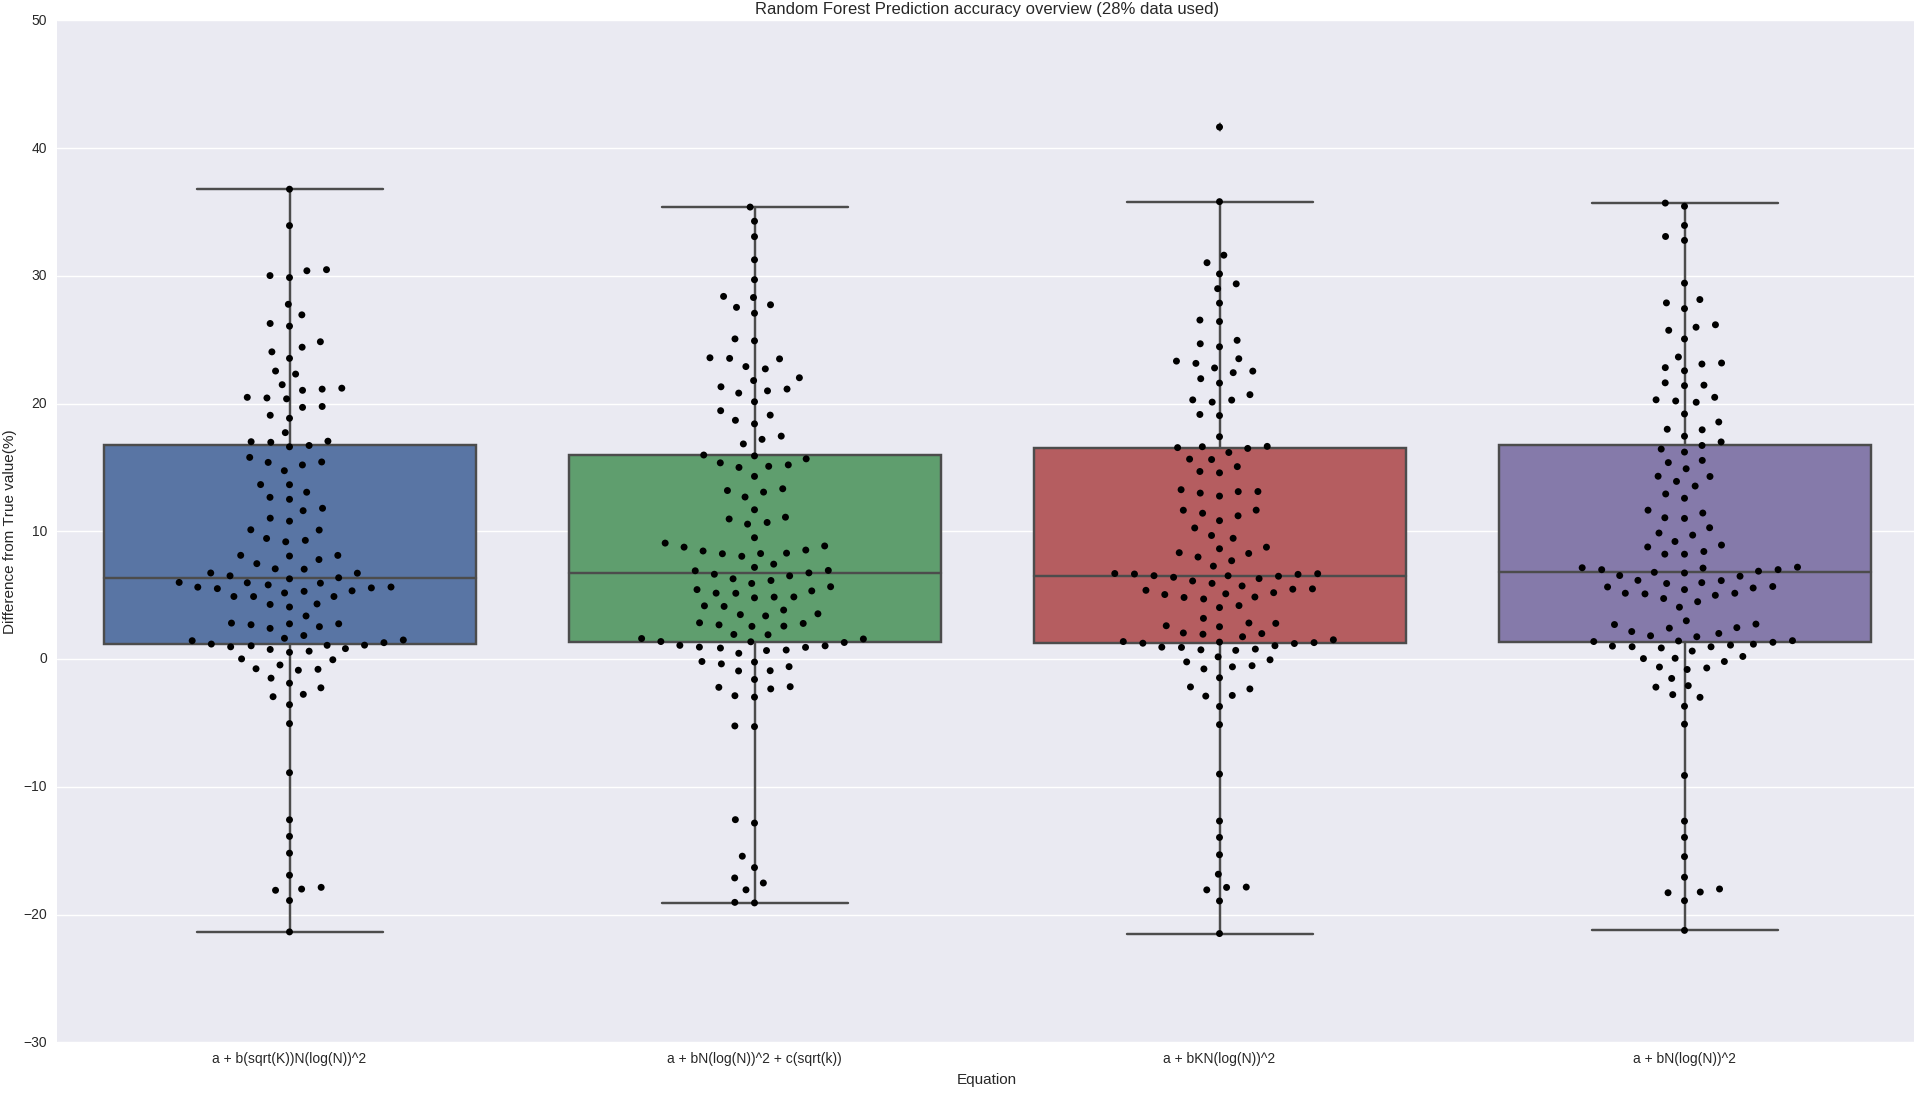 Random Forest Prediction accuracy overview (28% data used)
50
40
30
20
10
0
−10
−20
−30
Difference from True value(%)
a + b(sqrt(K))N(log(N))^2
a + bN(log(N))^2 + c(sqrt(k))
a + bKN(log(N))^2
a + bN(log(N))^2
Equation